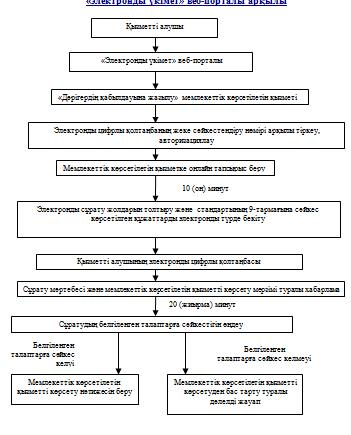 «электронды үкімет» веб-порталы арқылы
Қызметті алушы
«Электронды үкімет» веб-порталы
«Дәрігердің қабылдауына жазылу» мемлекеттік көрсетілетін қызметі
Электронды цифрлы қолтаңбаның жеке сәйкестендіру нөмірі арқылы тіркеу,
авторизациялау
Мемлекеттік көрсетілетін қызметке онлайн тапсырыс беру
10 (он) минут
Электронды сұрату жолдарын толтыру және стандартының 9-тармағына сәйкес
көрсетілген құжаттарды электронды түрде бекіту
Қызметті алушының электронды цифрлы қолтаңбасы
Сұрату мәртебесі және мемлекеттік көрсетілетін қызметті көрсету мерзімі туралы хабарлама
20 (жиырма) минут
Сұратудың белгіленген талаптарға сәйкестігін өңдеу
Белгіленген
талаптарға сәйкес
келуі
Белгіленген
талаптарға сәйкес келмеуі
Мемлекеттік көрсетілетін
қызметті көрсету нәтижесін беру
Мемлекеттік көрсетілетін қызметті
көрсетуден бас тарту туралы
дәлелді жауап